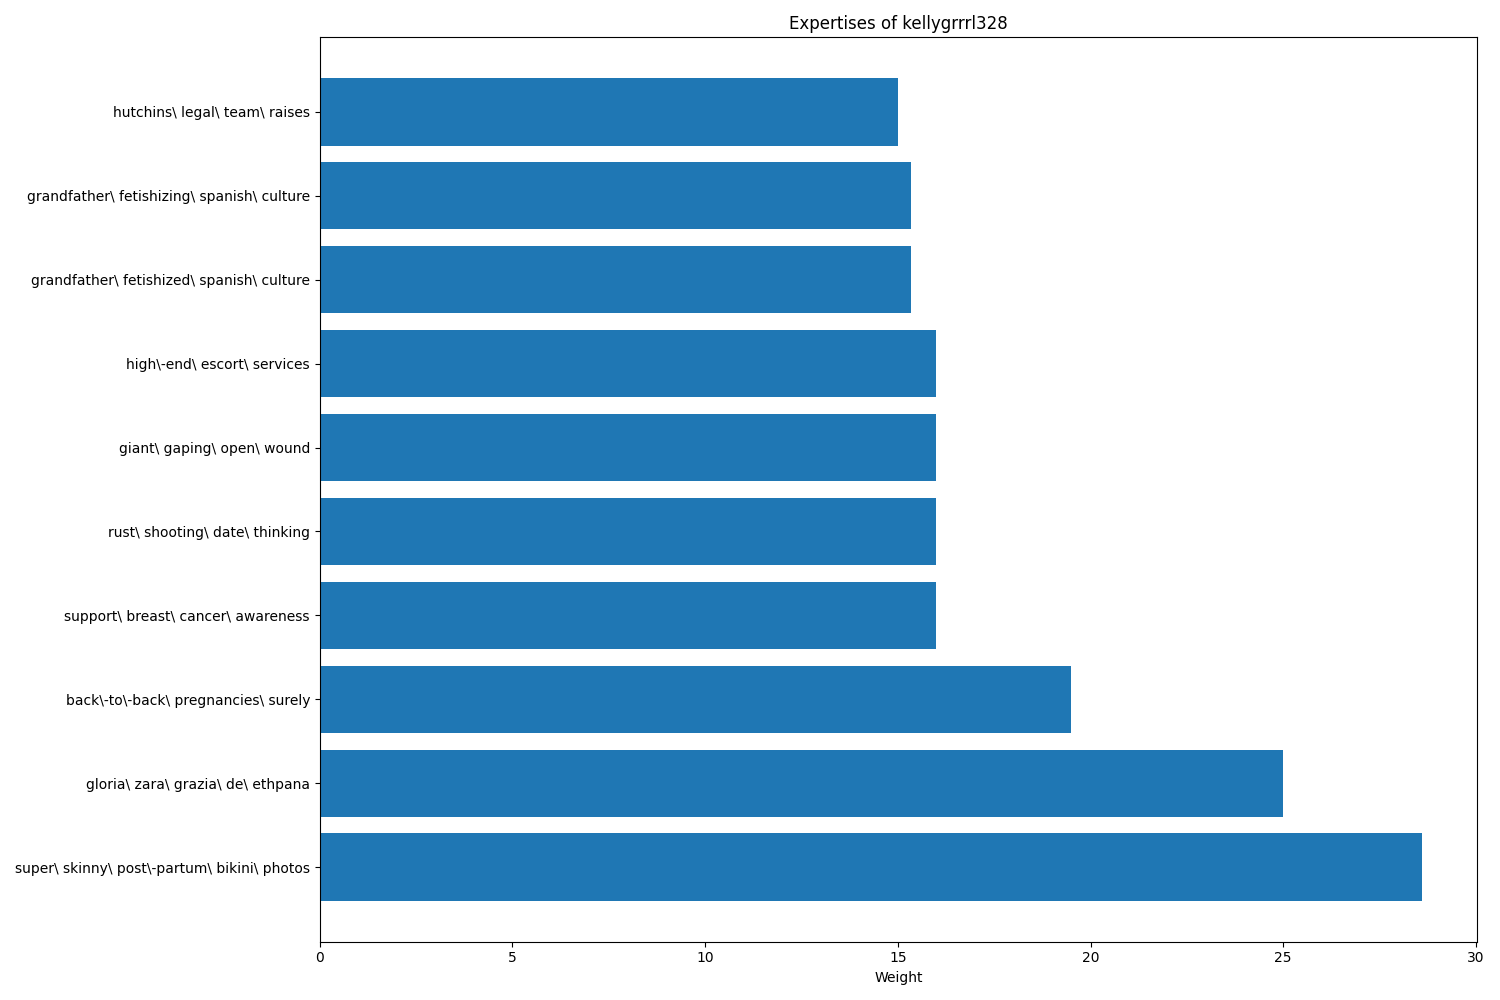 Expertises of kellygrrrl328
hutchins\ legal\ team\ raises
grandfather\ fetishizing\ spanish\ culture
grandfather\ fetishized\ spanish\ culture
high\-end\ escort\ services
giant\ gaping\ open\ wound
rust\ shooting\ date\ thinking
support\ breast\ cancer\ awareness
back\-to\-back\ pregnancies\ surely
gloria\ zara\ grazia\ de\ ethpana
super\ skinny\ post\-partum\ bikini\ photos
0 5 10 15 20 25 30
Weight